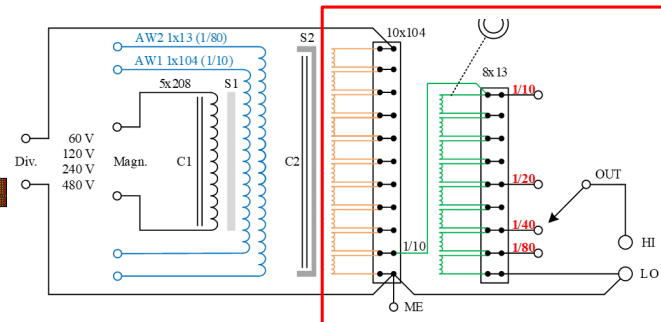 10x104
S2
AW2 1x13 (1/80)
AW1 1x104 (1/10)
8x13
5x208
S1
1/10
60 V
120 V
Div.
Magn.
C1
C2
240 V
480 V
1/20
OUT
1/40
1/10
1/80
HI
LO
ME